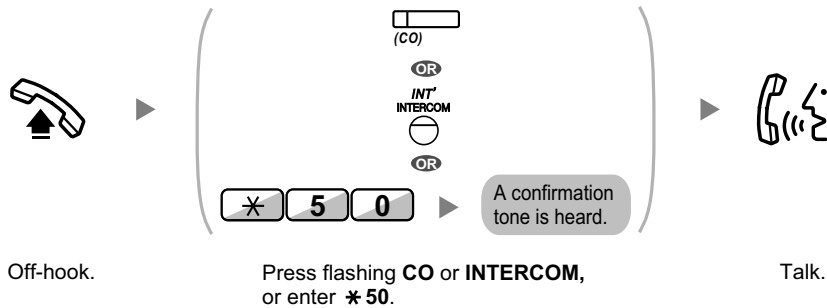 (CO)
OR
INT'
INTERCOM
OR
* 5 0
A confirmation
tone is heard.
Off-hook.
Press flashing CO or INTERCOM,
or enter * 50.
Talk.